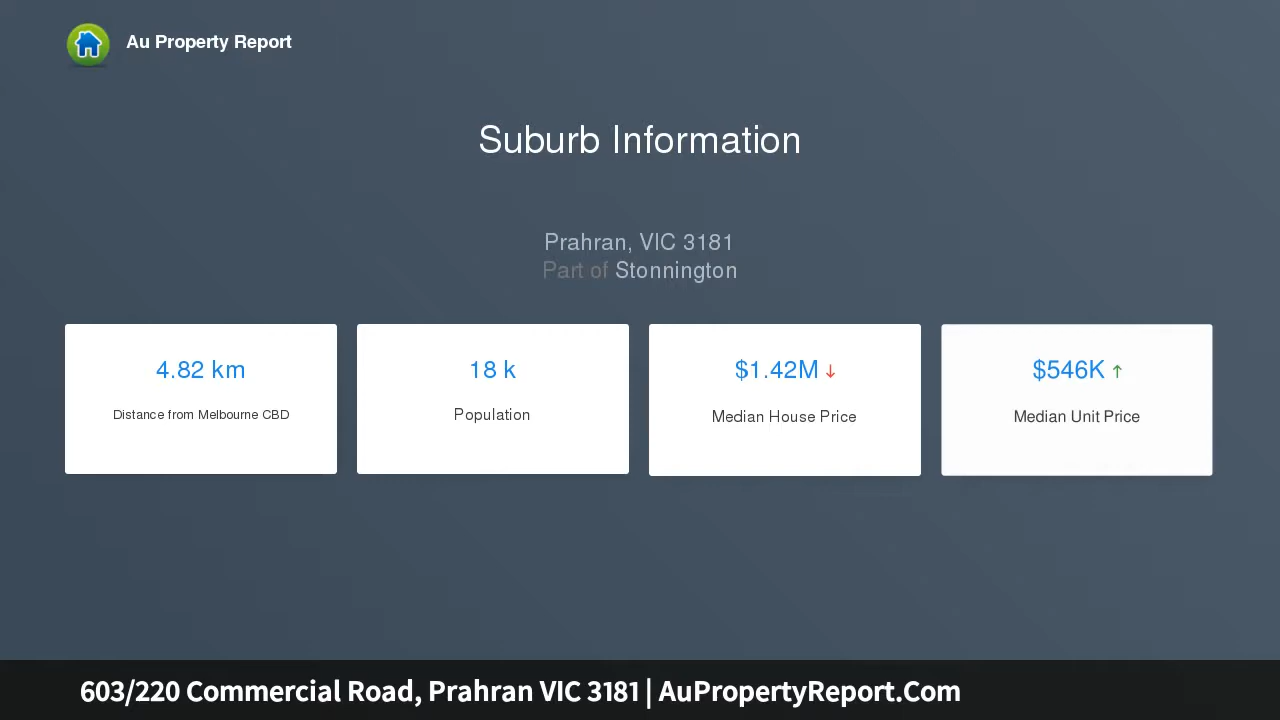 Au Property Report
Suburb Information
Prahran, VIC 3181
Part of Stonnington
4.82 km
Distance from Melbourne CBD
18 k
Population
$1.42M ↓
Median House Price
$546K ↑
Median Unit Price
603/220 Commercial Road, Prahran VIC 3181 | AuPropertyReport.Com